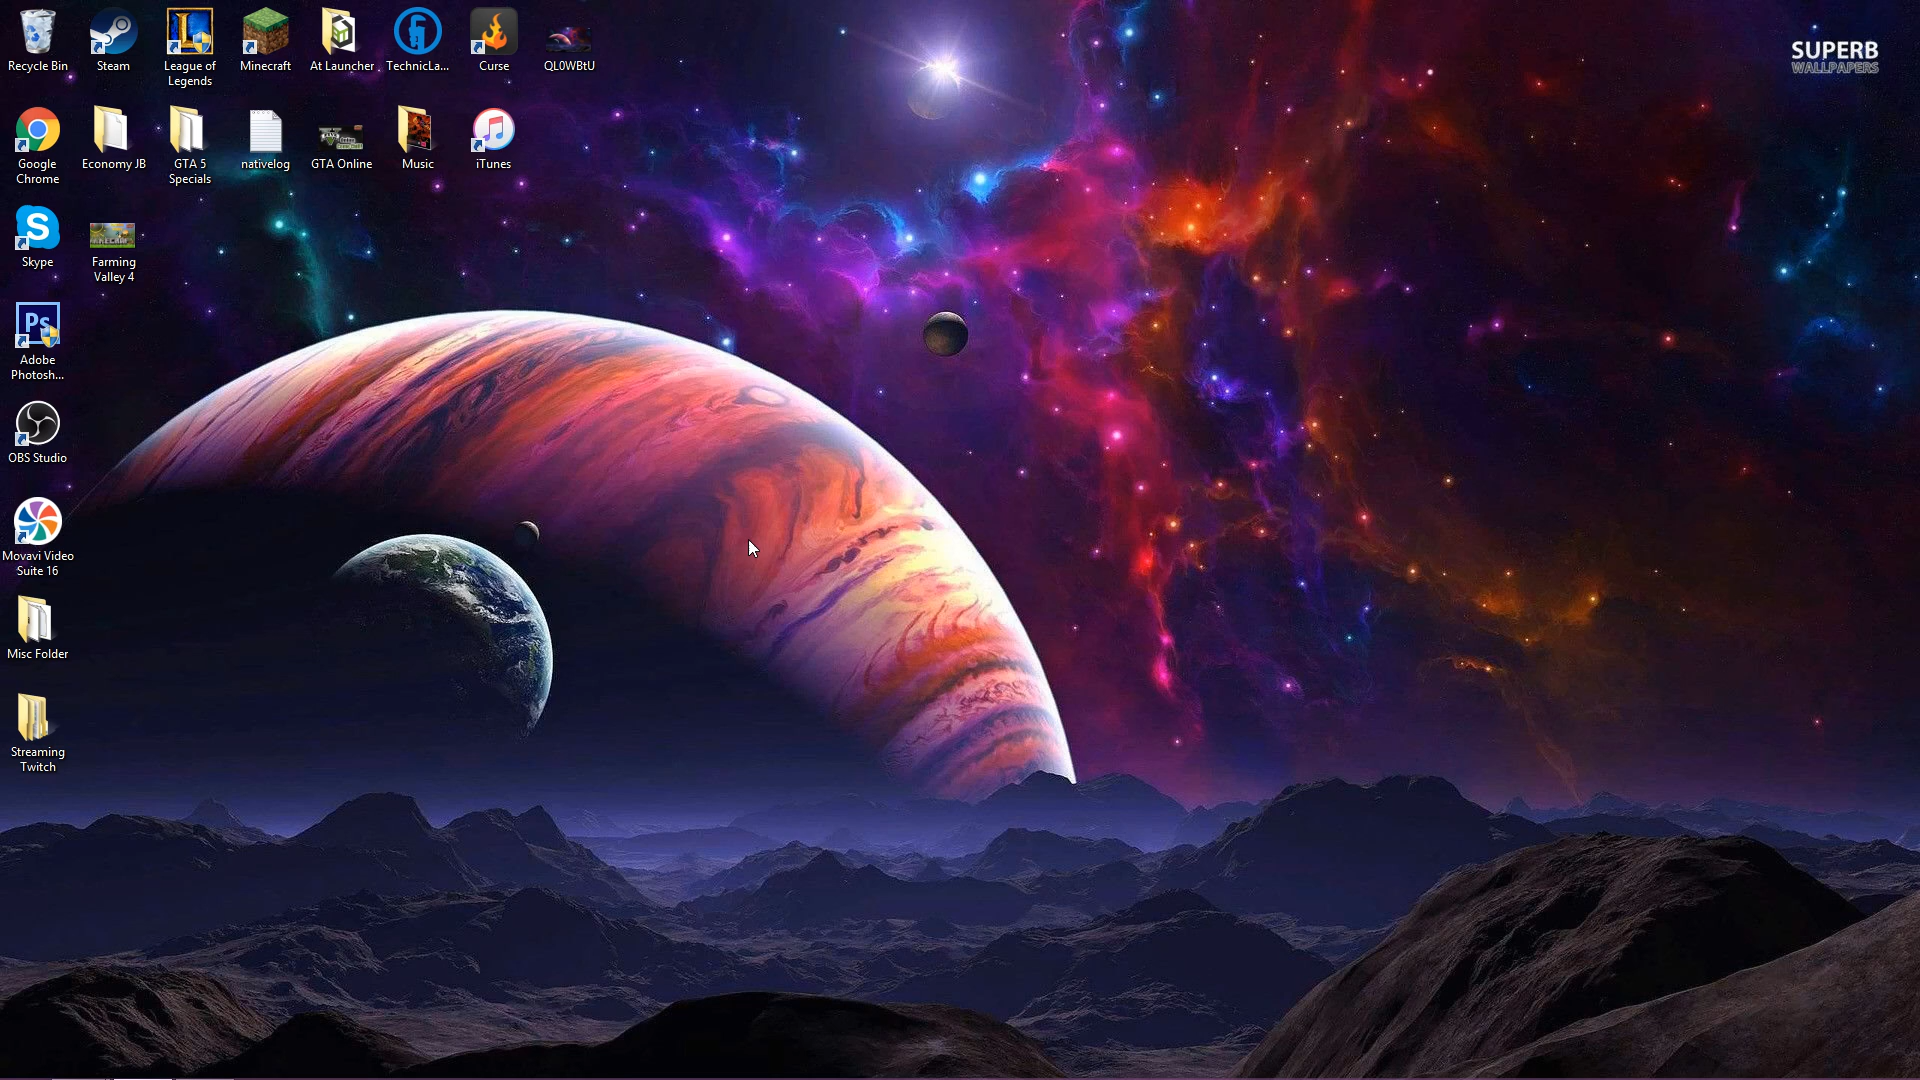 Recycle Bin
Steam
League of
Legends
Minecraft
At Launcher
TechnicLa...
Curse
QL0WBtU
SUPERB
WALLPAPERS
Google
Chrome
Economy JB
GTA 5
Specials
nativelog
GTA Online
Music
iTunes
Skype
Farming
Valley 4
Ps
Adobe
Photosh...
OBS Studio
Movavi Video
Suite 16
Misc Folder
Streaming
Twitch